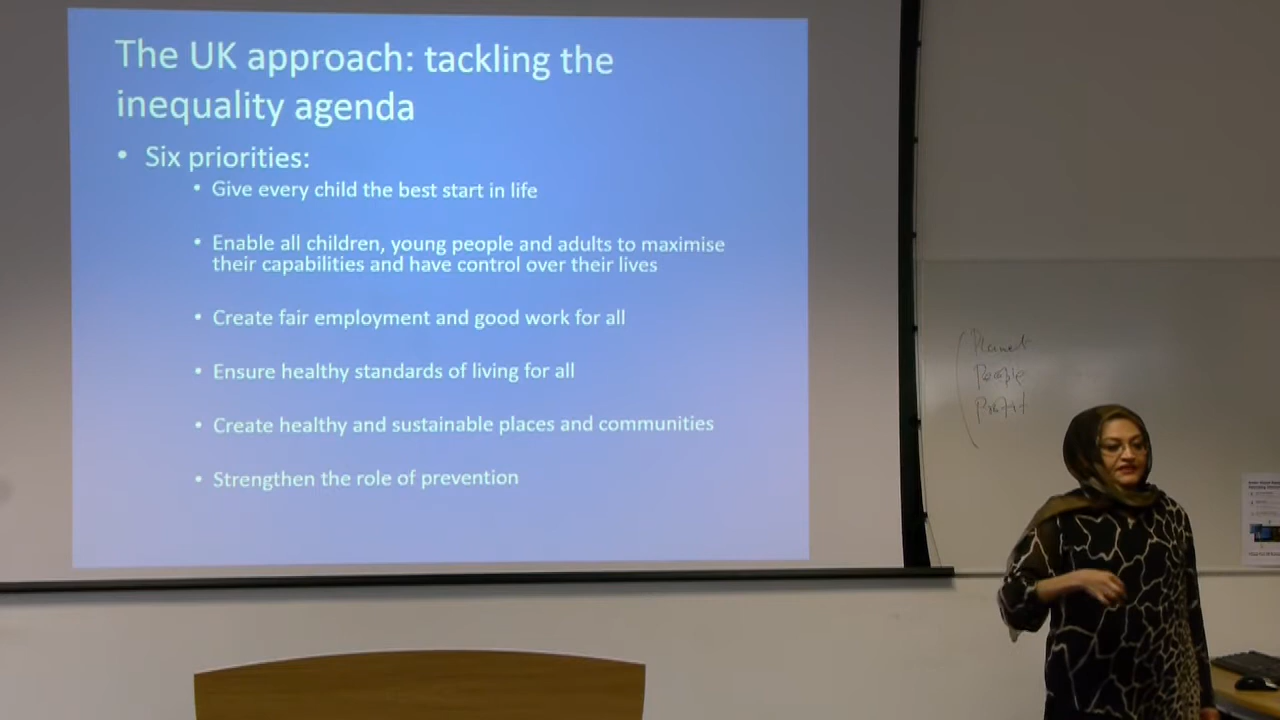 The UK approach: tackling the
inequality agenda
• Six priorities:
• Give every child the best start in life
• Enable all children, young people and adults to maximise
their capabilities and have control over their lives
• Create fair employment and good work for all
• Ensure healthy standards of living for all
• Create healthy and sustainable places and communities
• Strengthen the role of prevention
Planet
People
Profit